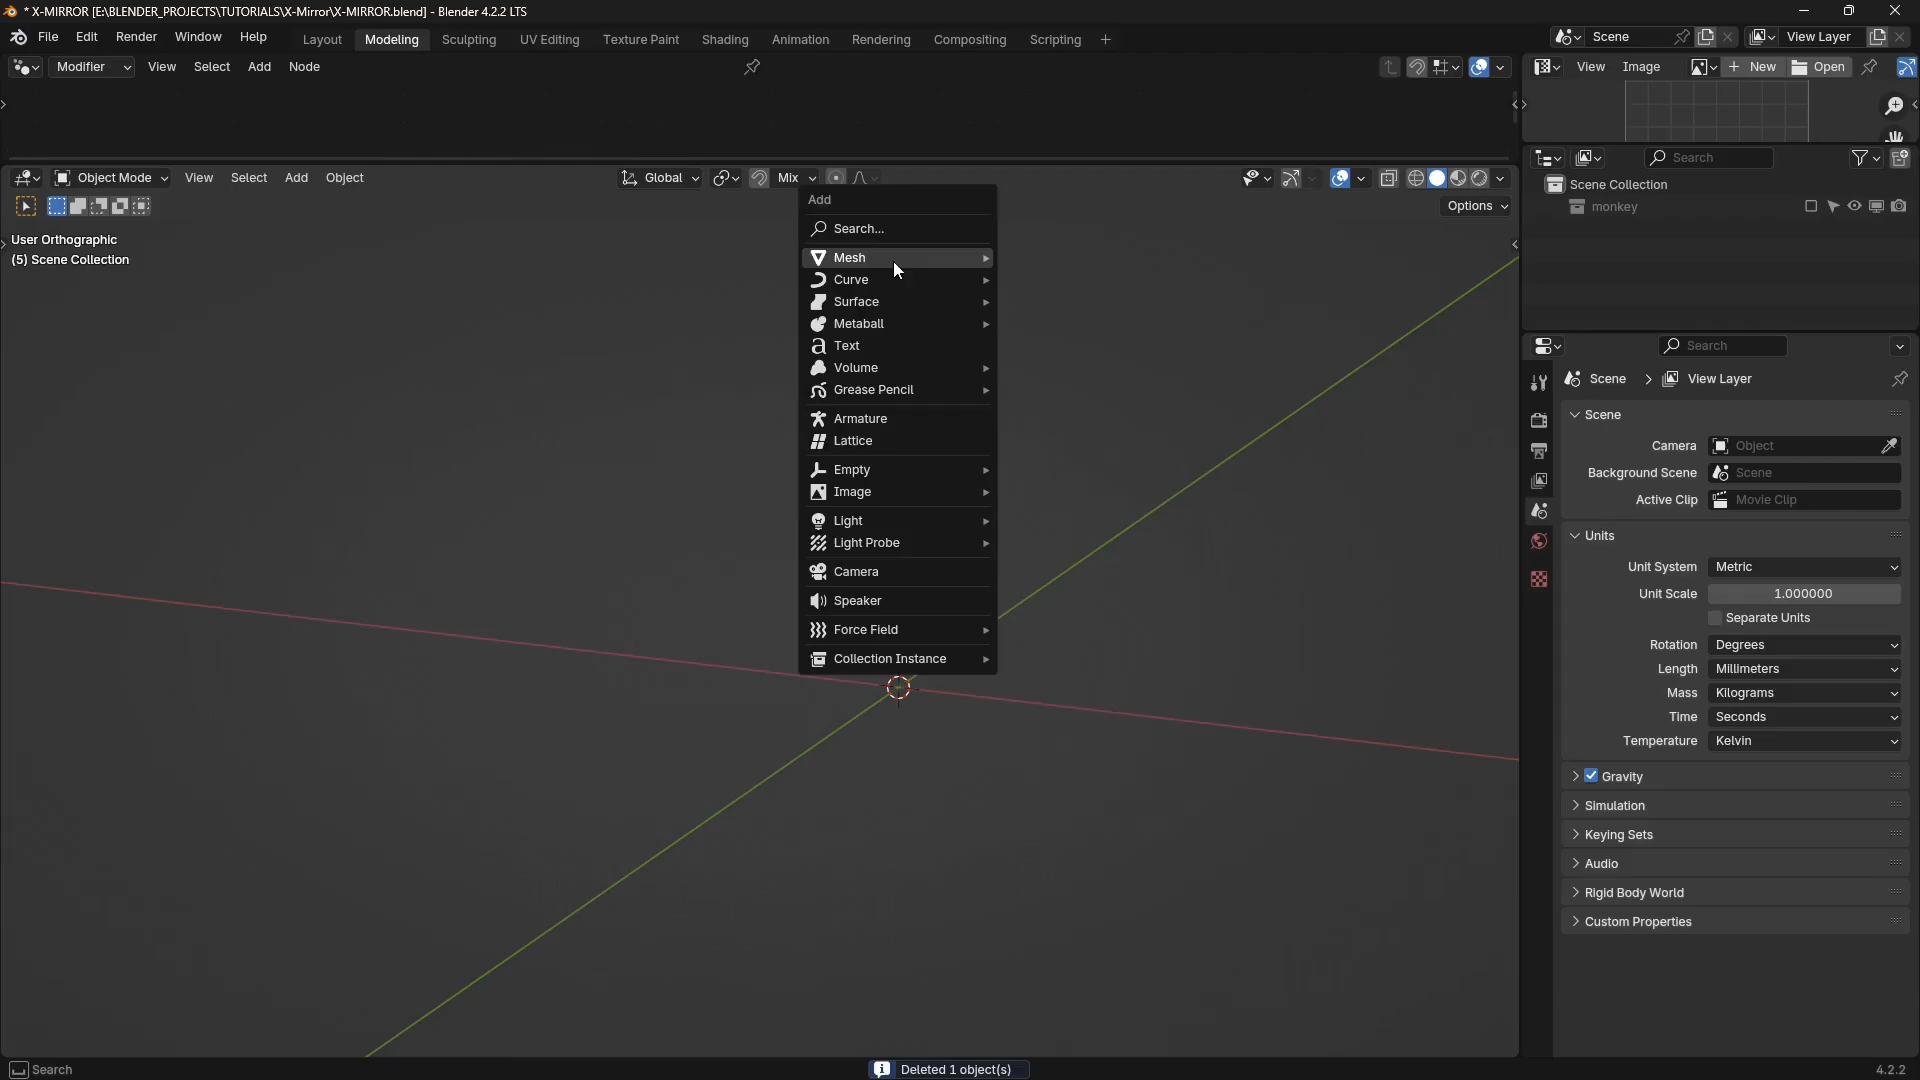 * X-MIRROR [E:\BLENDER_PROJECTS\TUTORIALS\X-Mirror\X-MIRROR.blend] - Blender 4.2.2 LTS
File Edit Render Window Help Layout Modeling Sculpting UV Editing Texture Paint Shading Animation Rendering Compositing Scripting + Scene View Layer
Modifier View Select Add Node View Image New Open
Object Mode View Select Add Object Global Mix
Options
User Orthographic
(5) Scene Collection
Add
Search...
Mesh
Curve
Surface
Metaball
Text
Volume
Grease Pencil
Armature
Lattice
Empty
Image
Light
Light Probe
Camera
Speaker
Force Field
Collection Instance
Search
Scene Collection
monkey
Search
Scene > View Layer
Scene
Camera Object
Background Scene Scene
Active Clip Movie Clip
Units
Unit System Metric
Unit Scale 1.000000
Separate Units
Rotation Degrees
Length Millimeters
Mass Kilograms
Time Seconds
Temperature Kelvin
Gravity
Simulation
Keying Sets
Audio
Rigid Body World
Custom Properties
Search Deleted 1 object(s) 4.2.2